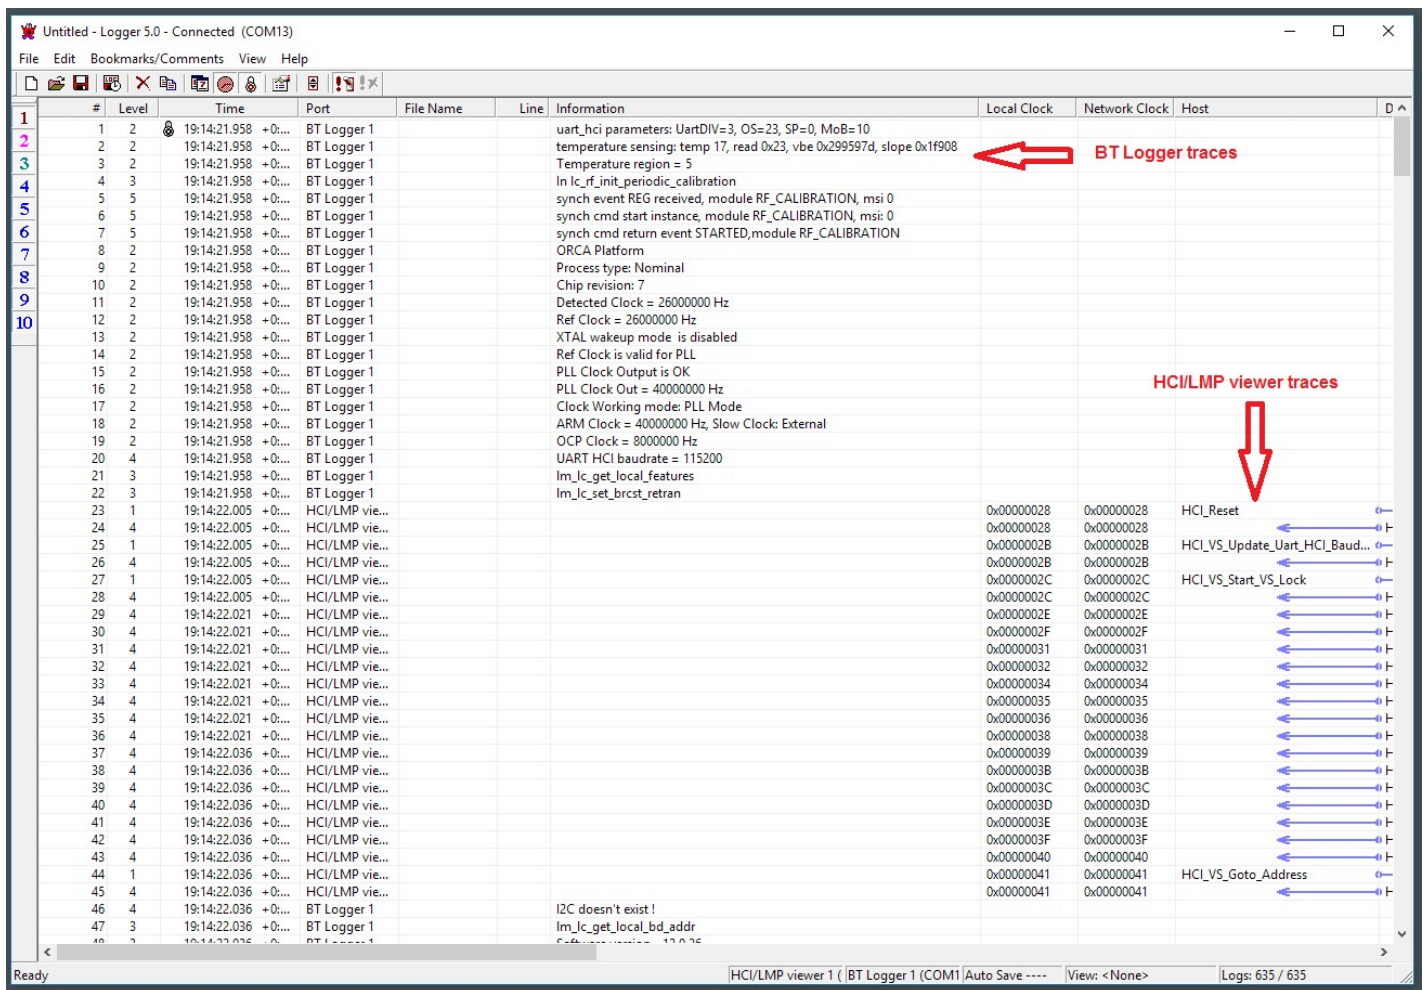 Untitled - Logger 5.0 - Connected (COM13)
File Edit Bookmarks/Comments View Help
# Level Time Port File Name Line Information Local Clock Network Clock Host D
1 2 19:14:21.958 +0:... BT Logger 1 uart_hci parameters: UartDIV=3, OS=23, SP=0, MoB=10
2 2 19:14:21.958 +0:... BT Logger 1 temperature sensing: temp 17, read 0x23, vbe 0x299597d, slope 0x1f908
BT Logger traces
3 2 19:14:21.958 +0:... BT Logger 1 Temperature region = 5
4 3 19:14:21.958 +0:... BT Logger 1 In lc_rf_init_periodic_calibration
5 5 19:14:21.958 +0:... BT Logger 1 synch event REG received, module RF_CALIBRATION, msi 0
6 5 19:14:21.958 +0:... BT Logger 1 synch cmd start instance, module RF_CALIBRATION, msi: 0
7 5 19:14:21.958 +0:... BT Logger 1 synch cmd return event STARTED,module RF_CALIBRATION
8 2 19:14:21.958 +0:... BT Logger 1 ORCA Platform
9 2 19:14:21.958 +0:... BT Logger 1 Process type: Nominal
10 2 19:14:21.958 +0:... BT Logger 1 Chip revision: 7
11 2 19:14:21.958 +0:... BT Logger 1 Detected Clock = 26000000 Hz
12 2 19:14:21.958 +0:... BT Logger 1 Ref Clock = 26000000 Hz
13 2 19:14:21.958 +0:... BT Logger 1 XTAL wakeup mode is disabled
14 2 19:14:21.958 +0:... BT Logger 1 Ref Clock is valid for PLL
15 2 19:14:21.958 +0:... BT Logger 1 PLL Clock Output is OK
16 2 19:14:21.958 +0:... BT Logger 1 PLL Clock Out = 40000000 Hz
HCI/LMP viewer traces
17 2 19:14:21.958 +0:... BT Logger 1 Clock Working mode: PLL Mode
18 2 19:14:21.958 +0:... BT Logger 1 ARM Clock = 40000000 Hz, Slow Clock: External
19 2 19:14:21.958 +0:... BT Logger 1 OCP Clock = 8000000 Hz
20 4 19:14:21.958 +0:... BT Logger 1 UART HCI baudrate = 115200
21 3 19:14:21.958 +0:... BT Logger 1 lm_lc_get_local_features
22 3 19:14:21.958 +0:... BT Logger 1 lm_lc_set_brcst_retran
23 1 19:14:22.005 +0:... HCI/LMP vie... 0x00000028 0x00000028 HCI_Reset
24 4 19:14:22.005 +0:... HCI/LMP vie... 0x00000028 0x00000028 H
25 1 19:14:22.005 +0:... HCI/LMP vie... 0x0000002B 0x0000002B HCI_VS_Update_Uart_HCI_Baud...
26 4 19:14:22.005 +0:... HCI/LMP vie... 0x0000002B 0x0000002B H
27 1 19:14:22.005 +0:... HCI/LMP vie... 0x0000002C 0x0000002C HCI_VS_Start_VS_Lock
28 4 19:14:22.005 +0:... HCI/LMP vie... 0x0000002C 0x0000002C H
29 4 19:14:22.021 +0:... HCI/LMP vie... 0x0000002E 0x0000002E H
30 4 19:14:22.021 +0:... HCI/LMP vie... 0x0000002F 0x0000002F H
31 4 19:14:22.021 +0:... HCI/LMP vie... 0x00000031 0x00000031 H
32 4 19:14:22.021 +0:... HCI/LMP vie... 0x00000032 0x00000032 H
33 4 19:14:22.021 +0:... HCI/LMP vie... 0x00000034 0x00000034 H
34 4 19:14:22.021 +0:... HCI/LMP vie... 0x00000035 0x00000035 H
35 4 19:14:22.021 +0:... HCI/LMP vie... 0x00000036 0x00000036 H
36 4 19:14:22.021 +0:... HCI/LMP vie... 0x00000038 0x00000038 H
37 4 19:14:22.036 +0:... HCI/LMP vie... 0x00000039 0x00000039 H
38 4 19:14:22.036 +0:... HCI/LMP vie... 0x0000003B 0x0000003B H
39 4 19:14:22.036 +0:... HCI/LMP vie... 0x0000003C 0x0000003C H
40 4 19:14:22.036 +0:... HCI/LMP vie... 0x0000003D 0x0000003D H
41 4 19:14:22.036 +0:... HCI/LMP vie... 0x0000003E 0x0000003E H
42 4 19:14:22.036 +0:... HCI/LMP vie... 0x0000003F 0x0000003F H
43 4 19:14:22.036 +0:... HCI/LMP vie... 0x00000040 0x00000040 H
44 1 19:14:22.036 +0:... HCI/LMP vie... 0x00000041 0x00000041 HCI_VS_Goto_Address
45 4 19:14:22.036 +0:... HCI/LMP vie... 0x00000041 0x00000041 H
46 4 19:14:22.036 +0:... BT Logger 1 I2C doesn't exist !
47 3 19:14:22.036 +0:... BT Logger 1 lm_lc_get_local_bd_addr
1
2
3
4
5
6
7
8
9
10
Ready HCI/LMP viewer 1 ( BT Logger 1 (COM1 Auto Save ---- View: <None> Logs: 635 / 635